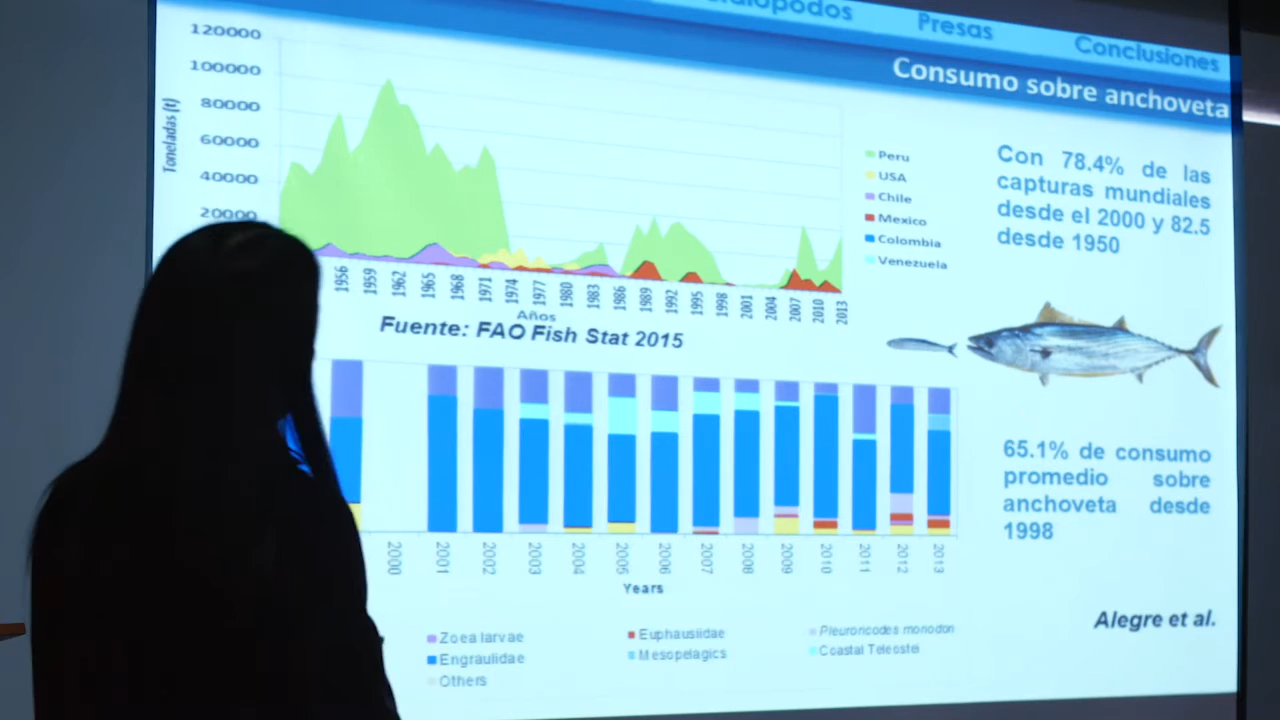 Presas
Conclusiones
Consumo sobre anchoveta
120000
100000
80000
60000
40000
20000
Toneladas (t)
Peru
USA
Chile
Mexico
Colombia
Venezuela
Con 78.4% de las
capturas mundiales
desde el 2000 y 82.5
desde 1950
1956 1959 1962 1965 1968 1971 1974 1977 1980 1983 1986 1989 1992 1995 1998 2001 2004 2007 2010 2013
Años
Fuente: FAO Fish Stat 2015
65.1% de consumo
promedio sobre
anchoveta desde
1998
2000 2001 2002 2003 2004 2005 2006 2007 2008 2009 2010 2011 2012 2013
Years
Alegre et al.
Zoea larvae
Euphausiidae
Pleuroncodes monodon
Engraulidae
Mesopelagics
Coastal Teleostei
Others